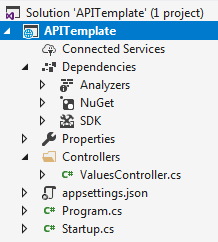 Solution 'APITemplate' (1 project)
APITemplate
Connected Services
Dependencies
Analyzers
NuGet
SDK
Properties
Controllers
C# ValuesController.cs
appsettings.json
C# Program.cs
C# Startup.cs